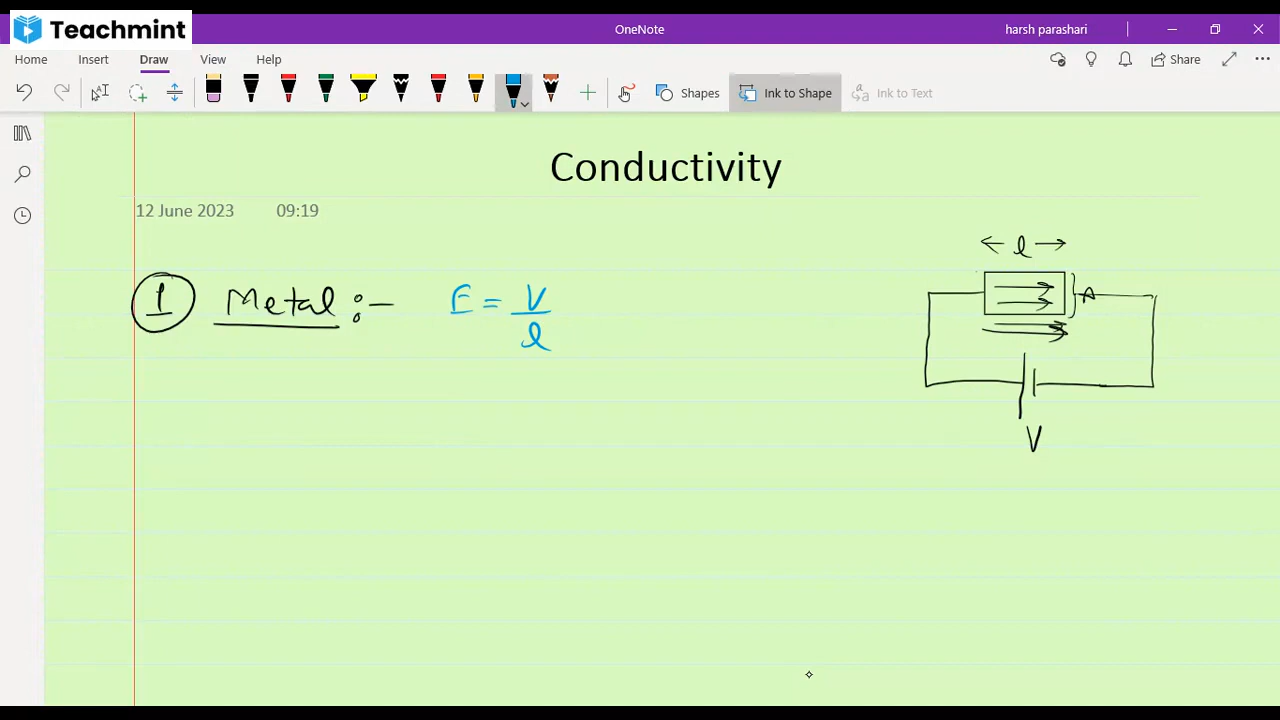 Teachmint
OneNote
harsh parashari
Home Insert Draw View Help
Share
Shapes
Ink to Shape
Ink to Text
Conductivity
12 June 2023 09:19
1 Metal :- E = V/l
l
A
V